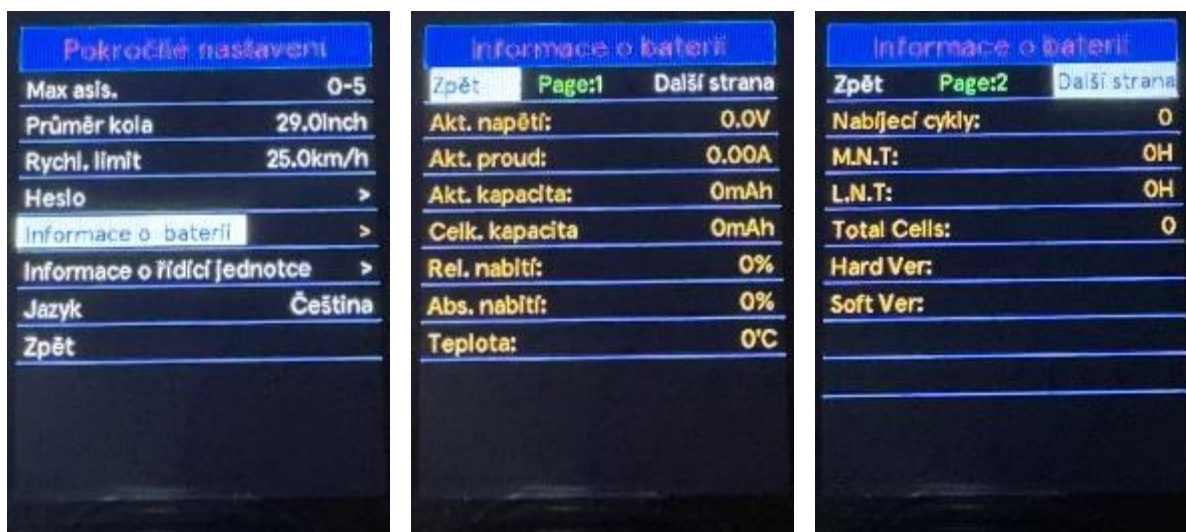 Pokročilé nastavení
Max asis. 0-5
Průměr kola 29.0Inch
Rychl. limit 25.0km/h
Heslo >
Informace o baterii >
Informace o řídící jednotce >
Jazyk Čeština
Zpět
Informace o baterii
Zpět Page:1 Další strana
Akt. napětí: 0.0V
Akt. proud: 0.00A
Akt. kapacita: 0mAh
Celk. kapacita 0mAh
Rel. nabití: 0%
Abs. nabití: 0%
Teplota: 0'C
Informace o baterii
Zpět Page:2 Další strana
Nabíjecí cykly: 0
M.N.T: 0H
L.N.T: 0H
Total Cells: 0
Hard Ver:
Soft Ver: